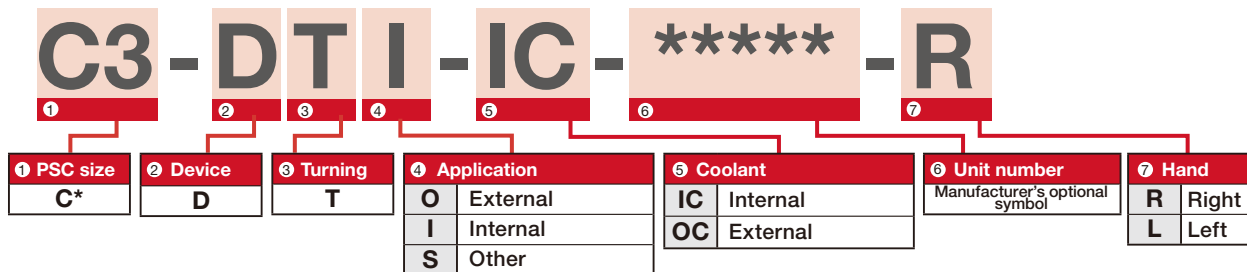 C3 - D T I - IC - ***** - R
① ② ③ ④ ⑤ ⑥ ⑦
① PSC size
C*
② Device
D
③ Turning
T
④ Application
O External
I Internal
S Other
⑤ Coolant
IC Internal
OC External
⑥ Unit number
Manufacturer's optional
symbol
⑦ Hand
R Right
L Left